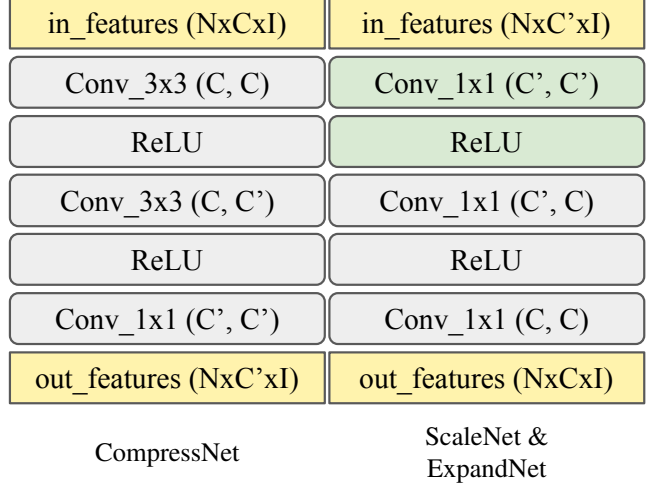 in_features (NxCxI)
Conv_3x3 (C, C)
ReLU
Conv_3x3 (C, C’)
ReLU
Conv_1x1 (C’, C’)
out_features (NxC’xI)
CompressNet
in_features (NxC’xI)
Conv_1x1 (C’, C’)
ReLU
Conv_1x1 (C’, C)
ReLU
Conv_1x1 (C, C)
out_features (NxCxI)
ScaleNet &
ExpandNet